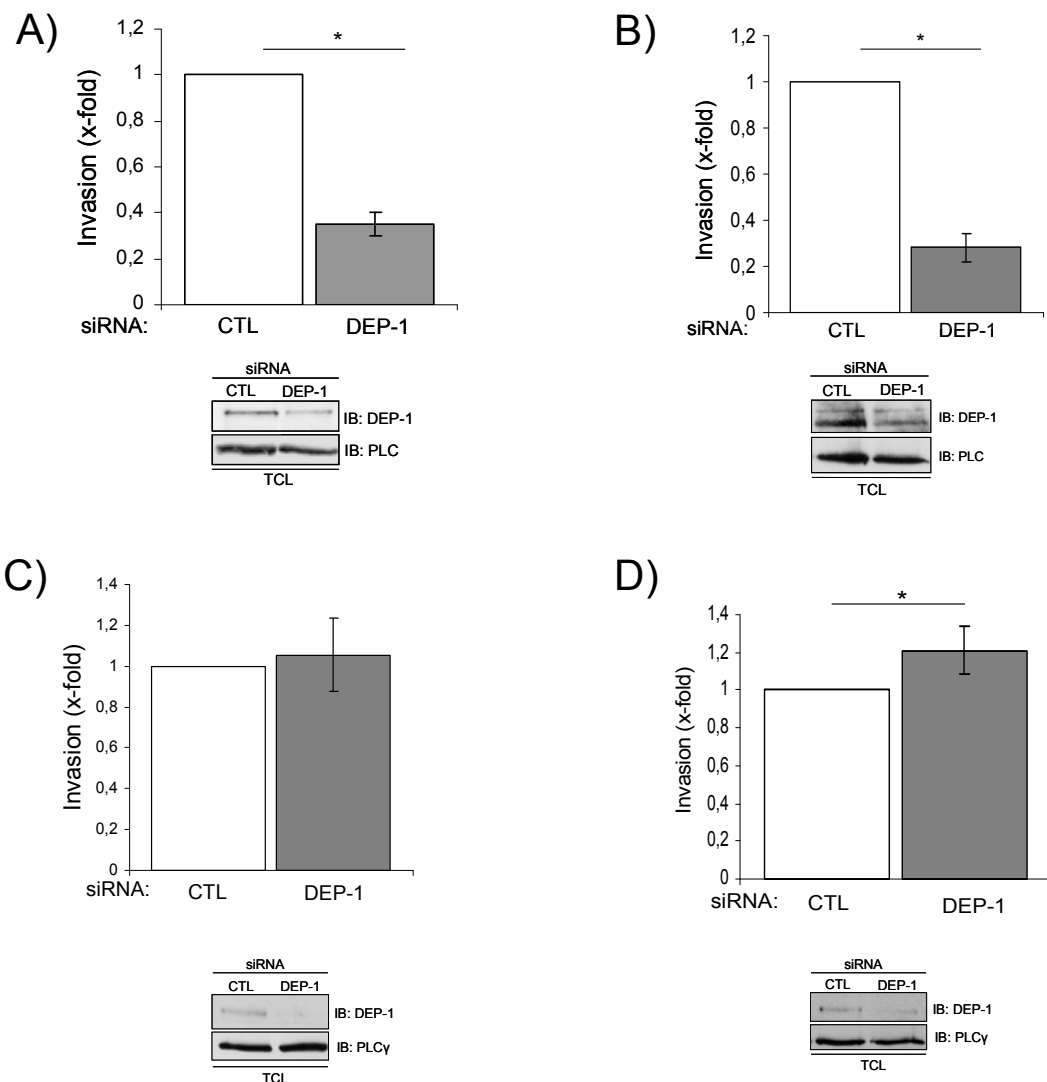 A)
Invasion (x-fold)
1,2
1
0,8
0,6
0,4
0,2
0
*
siRNA: CTL DEP-1
siRNA
CTL DEP-1
IB: DEP-1
IB: PLC
TCL
B)
Invasion (x-fold)
1,2
1
0,8
0,6
0,4
0,2
0
*
siRNA: CTL DEP-1
siRNA
CTL DEP-1
IB: DEP-1
IB: PLC
TCL
C)
Invasion (x-fold)
1,4
1,2
1
0,8
0,6
0,4
0,2
0
siRNA: CTL DEP-1
siRNA
CTL DEP-1
IB: DEP-1
IB: PLCγ
TCL
D)
Invasion (x-fold)
1,4
1,2
1
0,8
0,6
0,4
0,2
0
*
siRNA: CTL DEP-1
siRNA
CTL DEP-1
IB: DEP-1
IB: PLCγ
TCL